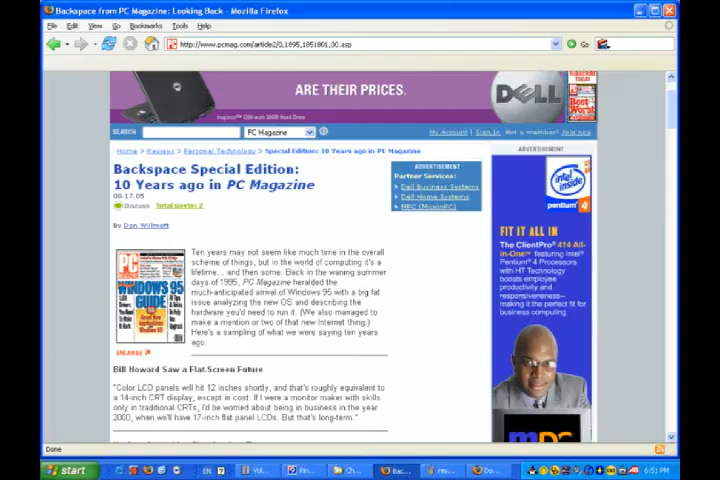 Backspace from PC Magazine: Looking Back - Mozilla Firefox
File Edit View Go Bookmarks Tools Help
http://www.pcmag.com/article2/0,1895,1851801,00.asp
Go
ARE THEIR PRICES.
DELL
SUBSCRIBE TODAY
SEARCH PC Magazine My Account | Sign In Not a member? Join now
Home > Reviews > Personal Technology > Special Edition: 10 Years ago in PC Magazine
ADVERTISEMENT
Backspace Special Edition:
10 Years ago in PC Magazine
08.17.05
Discuss Total posts: 2
By Don Willmott
ADVERTISEMENT
Partner Services:
Dell Business Systems
Dell Home Systems
MPC (MicronPC)
PC
WINDOWS 95
GUIDE
ENLARGE
Ten years may not seem like much time in the overall
scheme of things, but in the world of computing it's a
lifetime... and then some. Back in the waning summer
days of 1995, PC Magazine heralded the
much-anticipated arrival of Windows 95 with a big fat
issue analyzing the new OS and describing the
hardware you'd need to run it. (We also managed to
make a mention or two of that new Internet thing.)
Here's a sampling of what we were saying ten years
ago.
Bill Howard Saw a Flat-Screen Future
"Color LCD panels will hit 12 inches shortly, and that's roughly equivalent to
a 14-inch CRT display, except in cost. If I were a monitor maker with skills
only in traditional CRTs, I'd be worried about being in business in the year
2000, when we'll have 17-inch flat panel LCDs. But that's long-term."
intel inside
pentium 4
FIT IT ALL IN
The ClientPro 414 All-
in-One featuring Intel
Pentium 4 Processors
with HT Technology
boosts employee
productivity and
responsiveness-
making it the perfect fit for
business computing.
mpc
Done
start
EN
Bac...
6:51 PM